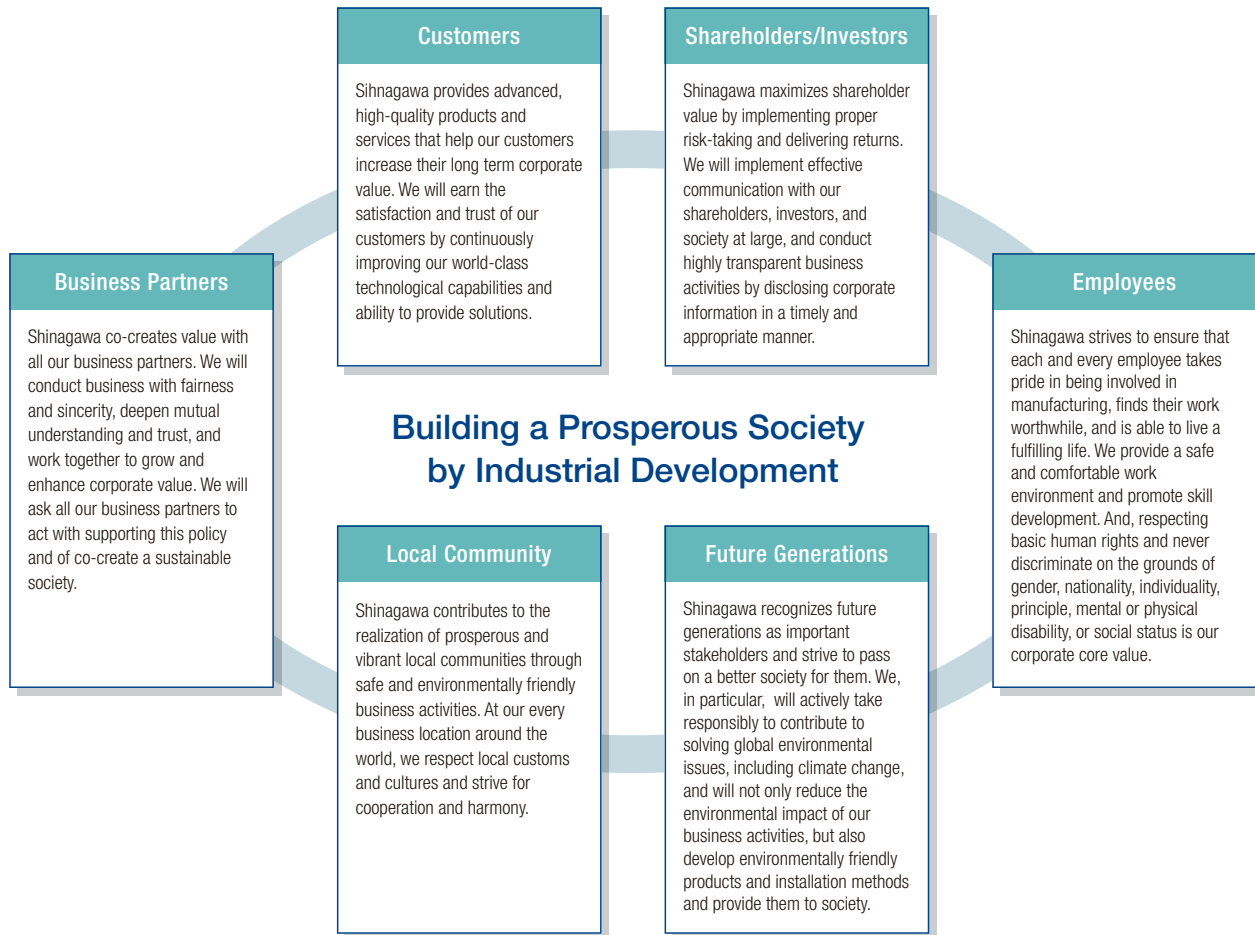 Customers
Sihnagawa provides advanced,
high-quality products and
services that help our customers
increase their long term corporate
value. We will earn the
satisfaction and trust of our
customers by continuously
improving our world-class
technological capabilities and
ability to provide solutions.
Shareholders/Investors
Shinagawa maximizes shareholder
value by implementing proper
risk-taking and delivering returns.
We will implement effective
communication with our
shareholders, investors, and
society at large, and conduct
highly transparent business
activities by disclosing corporate
information in a timely and
appropriate manner.
Business Partners
Shinagawa co-creates value with
all our business partners. We will
conduct business with fairness
and sincerity, deepen mutual
understanding and trust, and
work together to grow and
enhance corporate value. We will
ask all our business partners to
act with supporting this policy
and of co-create a sustainable
society.
Building a Prosperous Society
by Industrial Development
Employees
Shinagawa strives to ensure that
each and every employee takes
pride in being involved in
manufacturing, finds their work
worthwhile, and is able to live a
fulfilling life. We provide a safe
and comfortable work
environment and promote skill
development. And, respecting
basic human rights and never
discriminate on the grounds of
gender, nationality, individuality,
principle, mental or physical
disability, or social status is our
corporate core value.
Local Community
Shinagawa contributes to the
realization of prosperous and
vibrant local communities through
safe and environmentally friendly
business activities. At our every
business location around the
world, we respect local customs
and cultures and strive for
cooperation and harmony.
Future Generations
Shinagawa recognizes future
generations as important
stakeholders and strive to pass
on a better society for them. We,
in particular, will actively take
responsibly to contribute to
solving global environmental
issues, including climate change,
and will not only reduce the
environmental impact of our
business activities, but also
develop environmentally friendly
products and installation methods
and provide them to society.